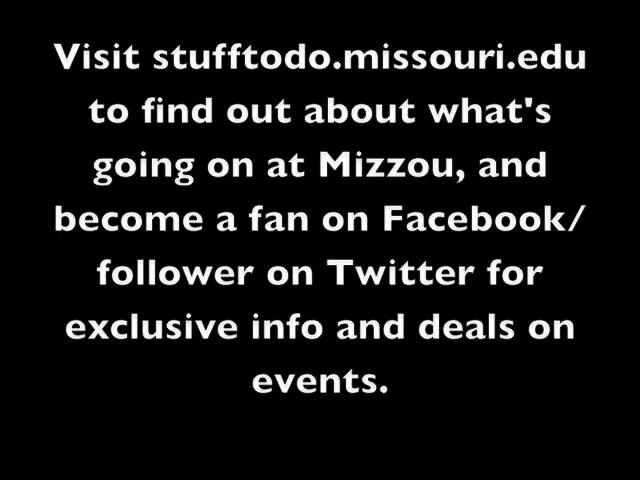 Visit stufftodo.missouri.edu
to find out about what's
going on at Mizzou, and
become a fan on Facebook/
follower on Twitter for
exclusive info and deals on
events.